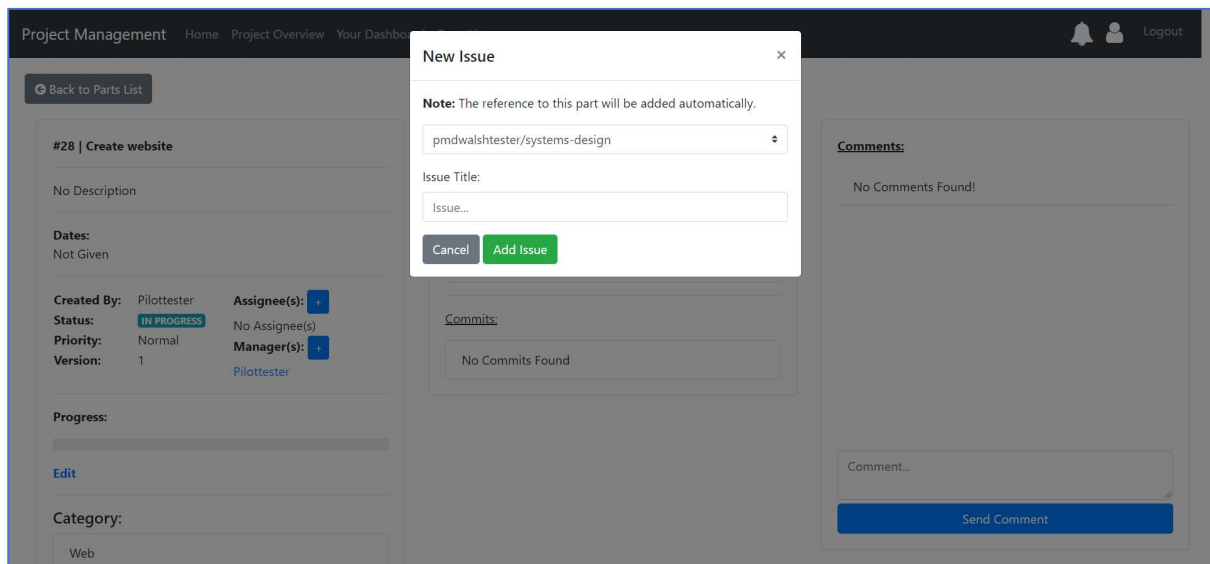 Project Management Home Project Overview Your Dashboard
Logout
Back to Parts List
New Issue ×
Note: The reference to this part will be added automatically.
pmdwalshtester/systems-design
Issue Title:
Issue...
Cancel Add Issue
#28 | Create website
No Description
Dates:
Not Given
Created By: Pilottester
Status: IN PROGRESS
Priority: Normal
Version: 1
Assignee(s): +
No Assignee(s)
Manager(s): +
Pilottester
Progress:
Edit
Category:
Web
Commits:
No Commits Found
Comments:
No Comments Found!
Comment...
Send Comment